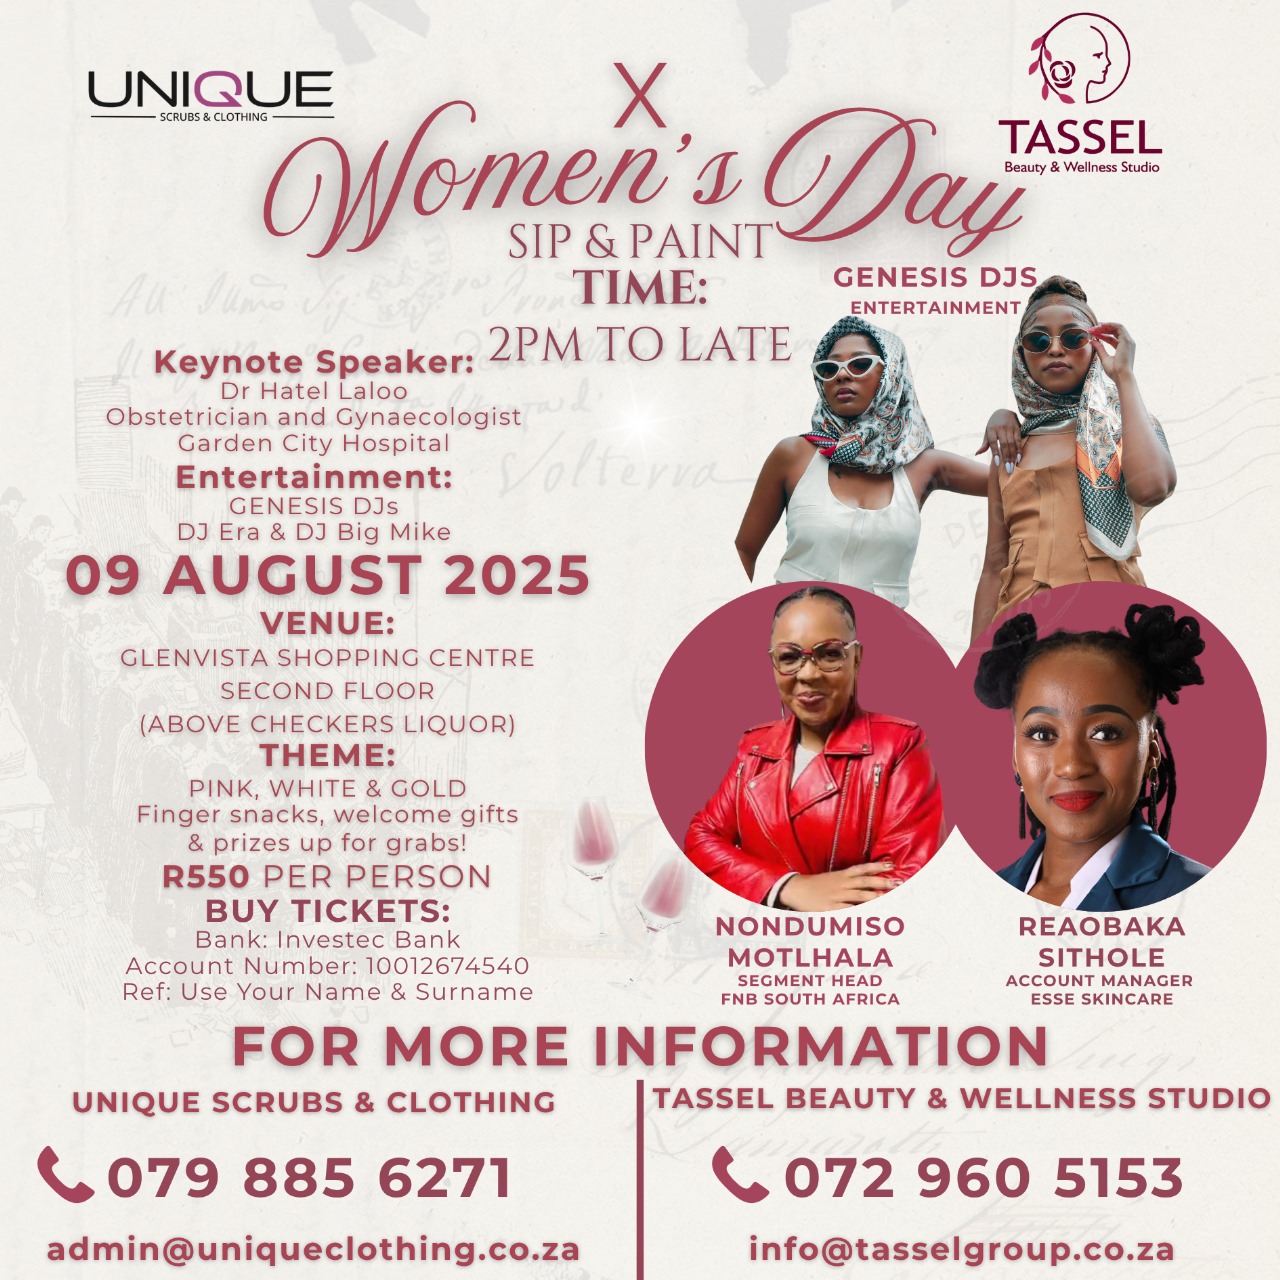 UNIQUE
SCRUBS & CLOTHING
X
TASSEL
Beauty & Wellness Studio
Women's Day
SIP & PAINT
TIME:
2PM TO LATE
GENESIS DJS
ENTERTAINMENT
Keynote Speaker:
Dr Hatel Laloo
Obstetrician and Gynaecologist
Garden City Hospital
Entertainment:
GENESIS DJs
DJ Era & DJ Big Mike
09 AUGUST 2025
VENUE:
GLENVISTA SHOPPING CENTRE
SECOND FLOOR
(ABOVE CHECKERS LIQUOR)
THEME:
PINK, WHITE & GOLD
Finger snacks, welcome gifts
& prizes up for grabs!
R550 PER PERSON
BUY TICKETS:
Bank: Investec Bank
Account Number: 10012674540
Ref: Use Your Name & Surname
NONDUMISO
MOTLHALA
SEGMENT HEAD
FNB SOUTH AFRICA
REAOBAKA
SITHOLE
ACCOUNT MANAGER
ESSE SKINCARE
FOR MORE INFORMATION
UNIQUE SCRUBS & CLOTHING
079 885 6271
admin@uniqueclothing.co.za
TASSEL BEAUTY & WELLNESS STUDIO
072 960 5153
info@tasselgroup.co.za
Volterra